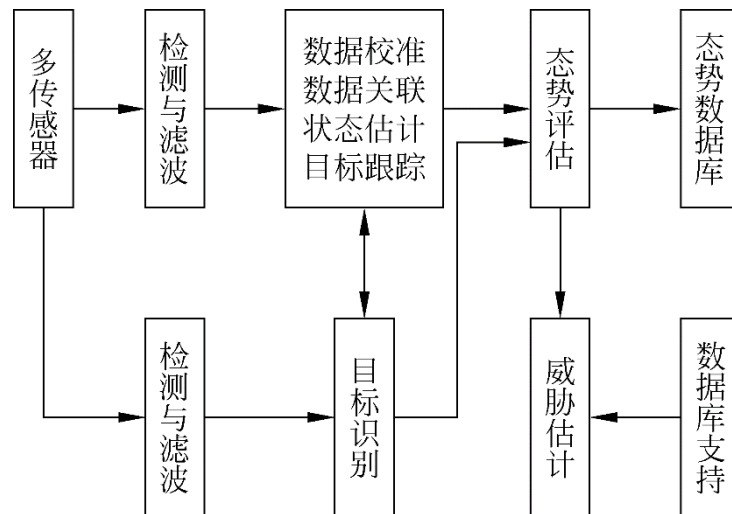 多传感器
检测与滤波
数据校准
数据关联
状态估计
目标跟踪
态势评估
态势数据库
检测与滤波
目标识别
威胁估计
数据库支持